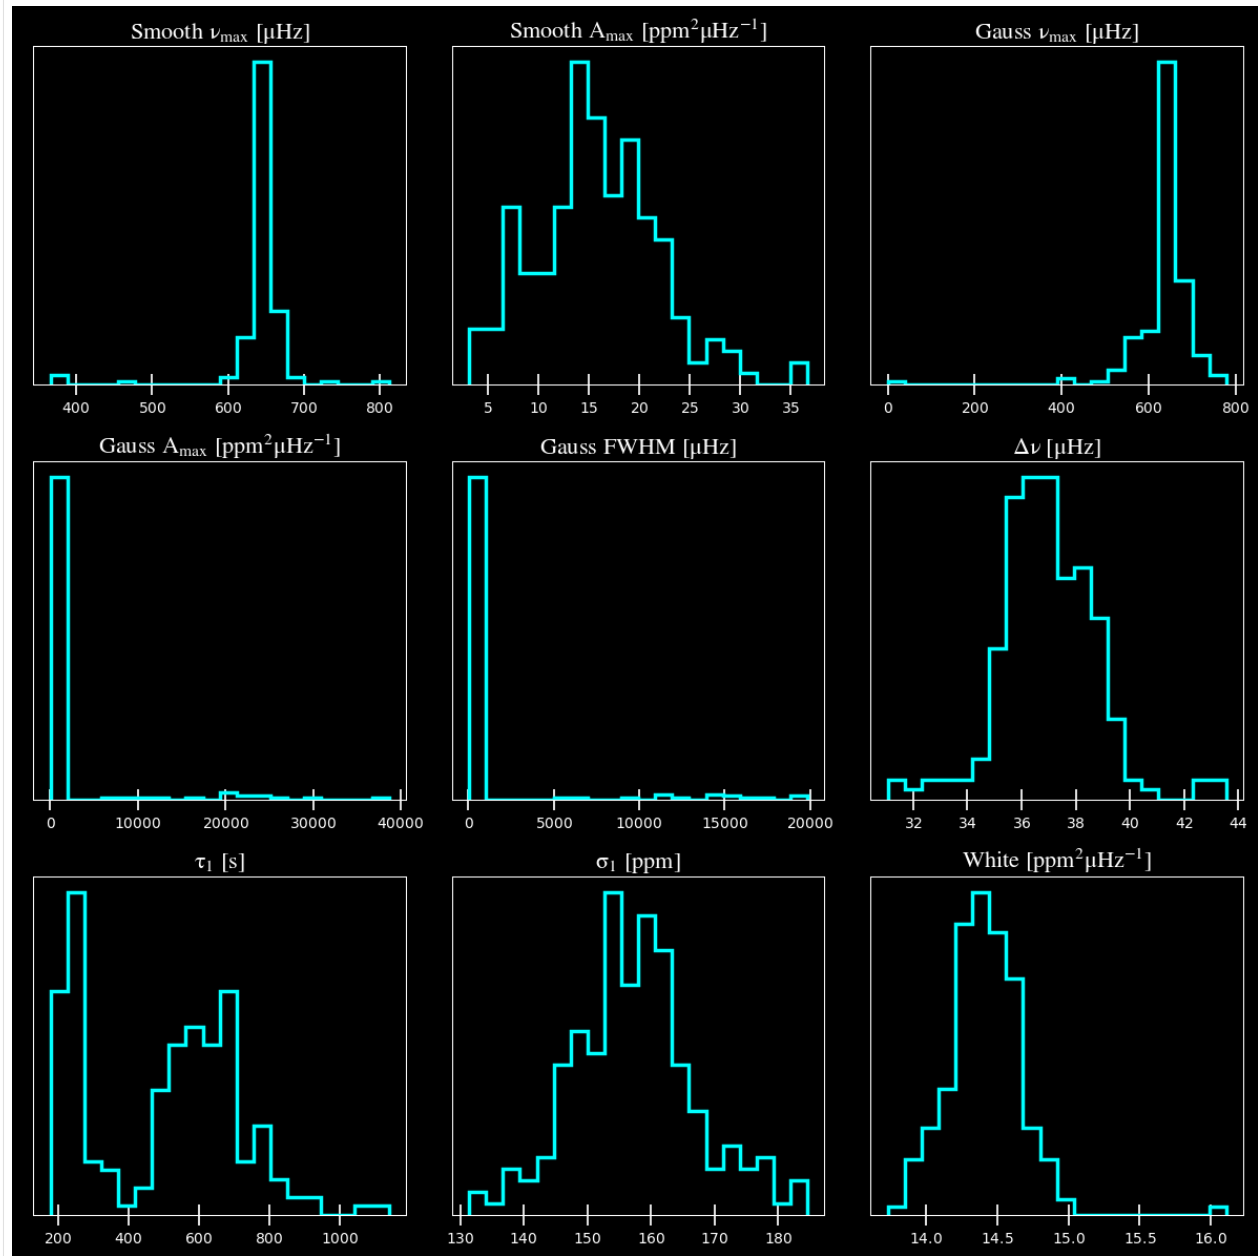 Smooth ν_max [μHz]
Smooth A_max [ppm²μHz⁻¹]
Gauss ν_max [μHz]
400 500 600 700 800
5 10 15 20 25 30 35
0 200 400 600 800
Gauss A_max [ppm²μHz⁻¹]
Gauss FWHM [μHz]
Δν [μHz]
0 10000 20000 30000 40000
0 5000 10000 15000 20000
32 34 36 38 40 42 44
τ₁ [s]
σ₁ [ppm]
White [ppm²μHz⁻¹]
200 400 600 800 1000
130 140 150 160 170 180
14.0 14.5 15.0 15.5 16.0